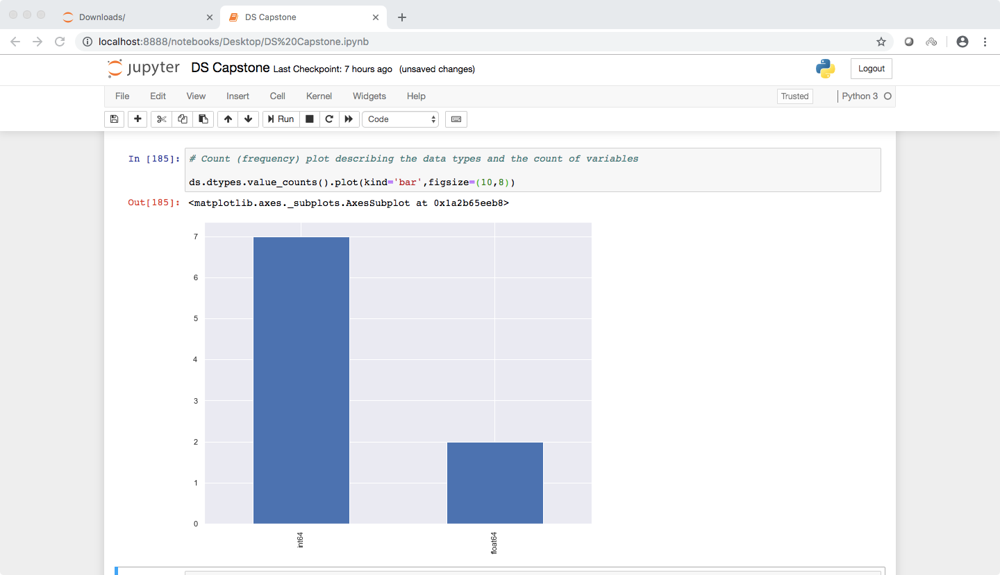 Downloads/
DS Capstone
localhost:8888/notebooks/Desktop/DS%20Capstone.ipynb
jupyter DS Capstone Last Checkpoint: 7 hours ago (unsaved changes)
Logout
File Edit View Insert Cell Kernel Widgets Help
Trusted
Python 3
Run
Code
In [185]:
# Count (frequency) plot describing the data types and the count of variables
ds.dtypes.value_counts().plot(kind='bar',figsize=(10,8))
Out[185]:
<matplotlib.axes._subplots.AxesSubplot at 0x1a2b65eeb8>
7
6
5
4
3
2
1
0
int64
float64